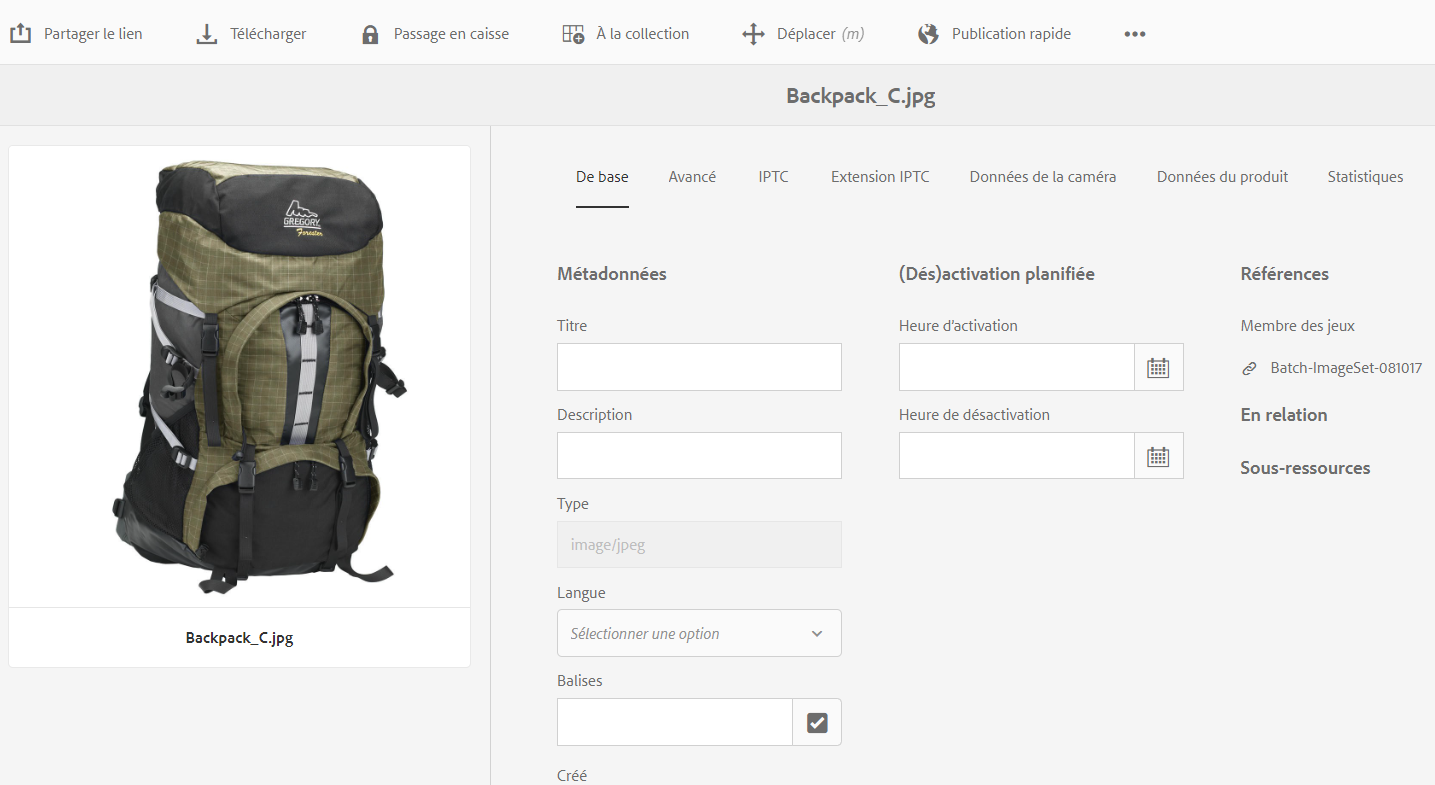 Partager le lien
Télécharger
Passage en caisse
À la collection
Déplacer (m)
Publication rapide
Backpack_C.jpg
GREGORY
Forester
Backpack_C.jpg
De base
Avancé
IPTC
Extension IPTC
Données de la caméra
Données du produit
Statistiques
Métadonnées
Titre
Description
Type
image/jpeg
Langue
Sélectionner une option
Balises
Créé
(Dés)activation planifiée
Heure d’activation
Heure de désactivation
Références
Membre des jeux
Batch-ImageSet-081017
En relation
Sous-ressources